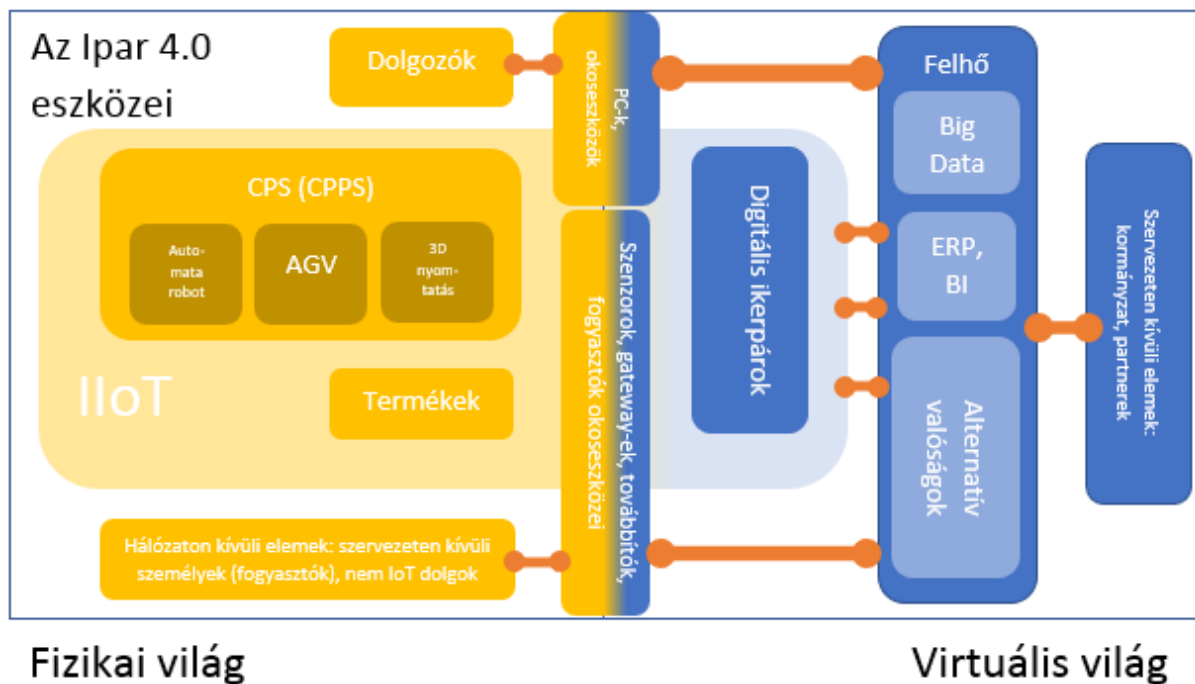 Az Ipar 4.0
eszközei
Dolgozók
PC-k,
okoseszközök
Felhő
Big
Data
ERP,
BI
Alternatív
valóságok
Szervezeten kívüli elemek:
kormányzat, partnerek
CPS (CPPS)
Auto-
mata
robot
AGV
3D
nyom-
tatás
Digitális ikerpárok
Szenzorok, gateway-ek, továbbítók,
fogyasztók okoseszközei
IIoT
Termékek
Hálózaton kívüli elemek: szervezeten kívüli
személyek (fogyasztók), nem IoT dolgok
Fizikai világ
Virtuális világ